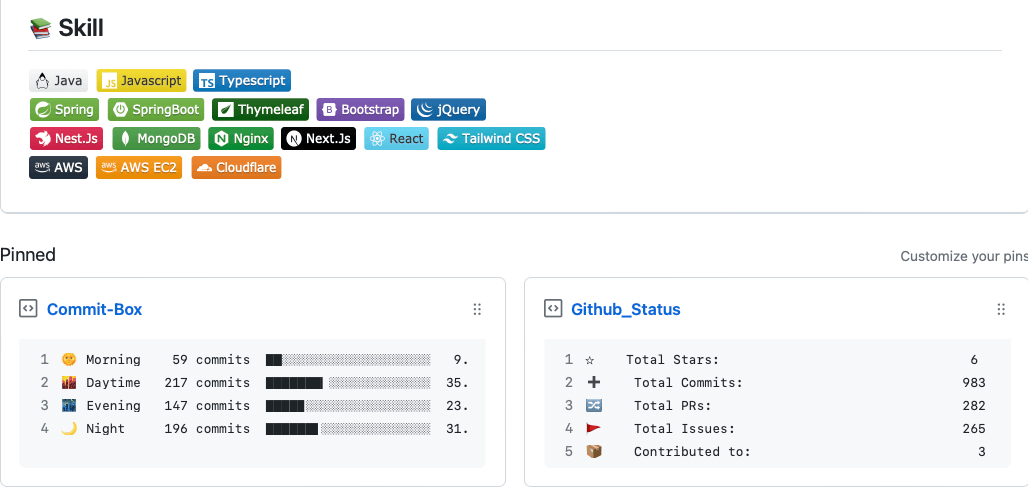 📚 Skill
Java Javascript Typescript
Spring SpringBoot Thymeleaf Bootstrap jQuery
Nest.Js MongoDB Nginx Next.Js React Tailwind CSS
AWS AWS EC2 Cloudflare
Pinned
Customize your pins
Commit-Box
1 🌞 Morning 59 commits ██░░░░░░░░░░░░░░░░░░░ 9.
2 🌆 Daytime 217 commits ███████░░░░░░░░░░░░░░ 35.
3 🌃 Evening 147 commits █████░░░░░░░░░░░░░░░░ 23.
4 🌙 Night 196 commits ██████▋░░░░░░░░░░░░░░ 31.
Github_Status
1 ☆ Total Stars: 6
2 ➕ Total Commits: 983
3 🔀 Total PRs: 282
4 🚩 Total Issues: 265
5 📦 Contributed to: 3